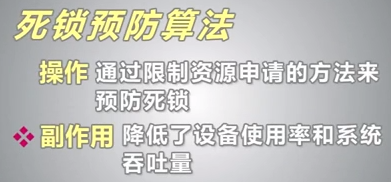 死锁预防算法
操作 通过限制资源申请的方法来
预防死锁
❖ 副作用 降低了设备使用率和系统
吞吐量